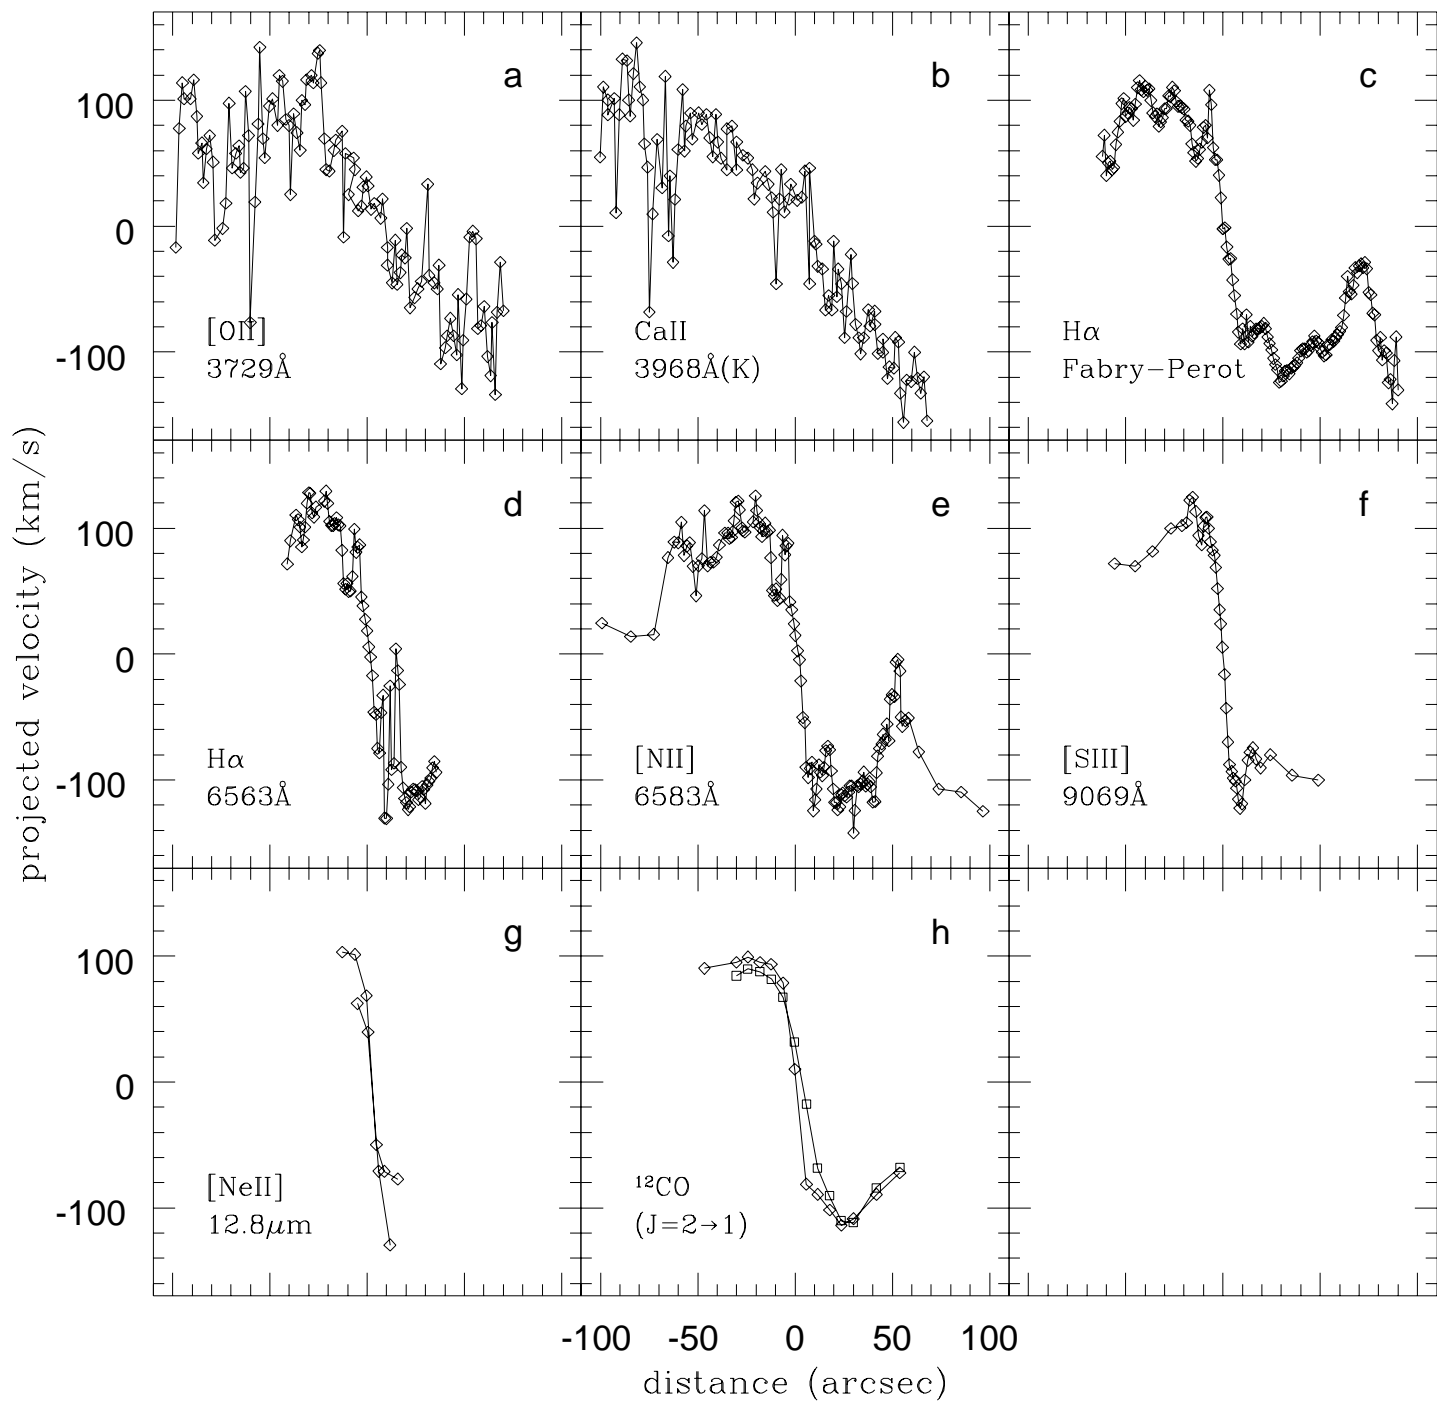 a
100
0
-100
[OII]
3729Å
b
CaII
3968Å(K)
c
Hα
Fabry-Perot
d
100
0
-100
Hα
6563Å
e
[NII]
6583Å
f
[SIII]
9069Å
g
100
0
-100
[NeII]
12.8μm
h
¹²CO
(J=2→1)
projected velocity (km/s)
-100 -50 0 50 100
distance (arcsec)